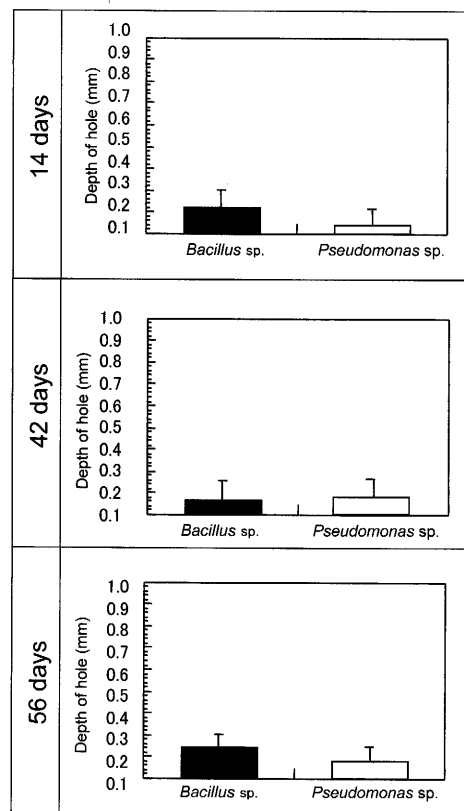 14 days
Depth of hole (mm)
1.0
0.9
0.8
0.7
0.6
0.5
0.4
0.3
0.2
0.1
Bacillus sp.
Pseudomonas sp.
42 days
Depth of hole (mm)
1.0
0.9
0.8
0.7
0.6
0.5
0.4
0.3
0.2
0.1
Bacillus sp.
Pseudomonas sp.
56 days
Depth of hole (mm)
1.0
0.9
0.8
0.7
0.6
0.5
0.4
0.3
0.2
0.1
Bacillus sp.
Pseudomonas sp.